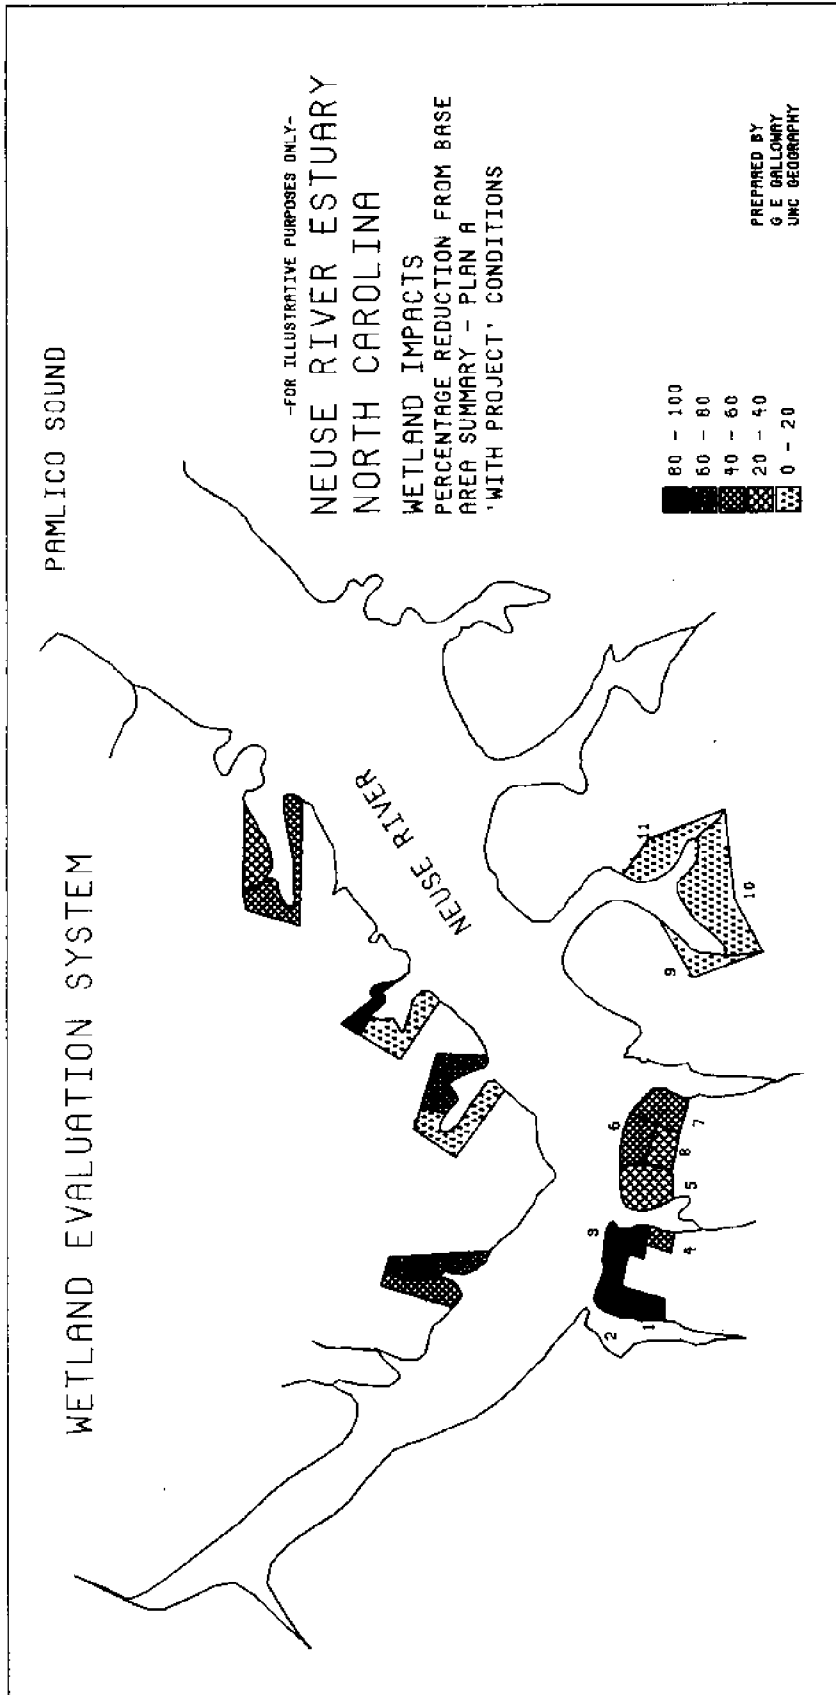 WETLAND EVALUATION SYSTEM
PAMLICO SOUND
-FOR ILLUSTRATIVE PURPOSES ONLY-
NEUSE RIVER ESTUARY
NORTH CAROLINA
WETLAND IMPACTS
PERCENTAGE REDUCTION FROM BASE
AREA SUMMARY - PLAN A
'WITH PROJECT' CONDITIONS
NEUSE RIVER
80 - 100
60 - 80
40 - 60
20 - 40
0 - 20
PREPARED BY
G E GALLOWAY
UNC GEOGRAPHY
1
2
3
4
5
6
7
8
9
10
11